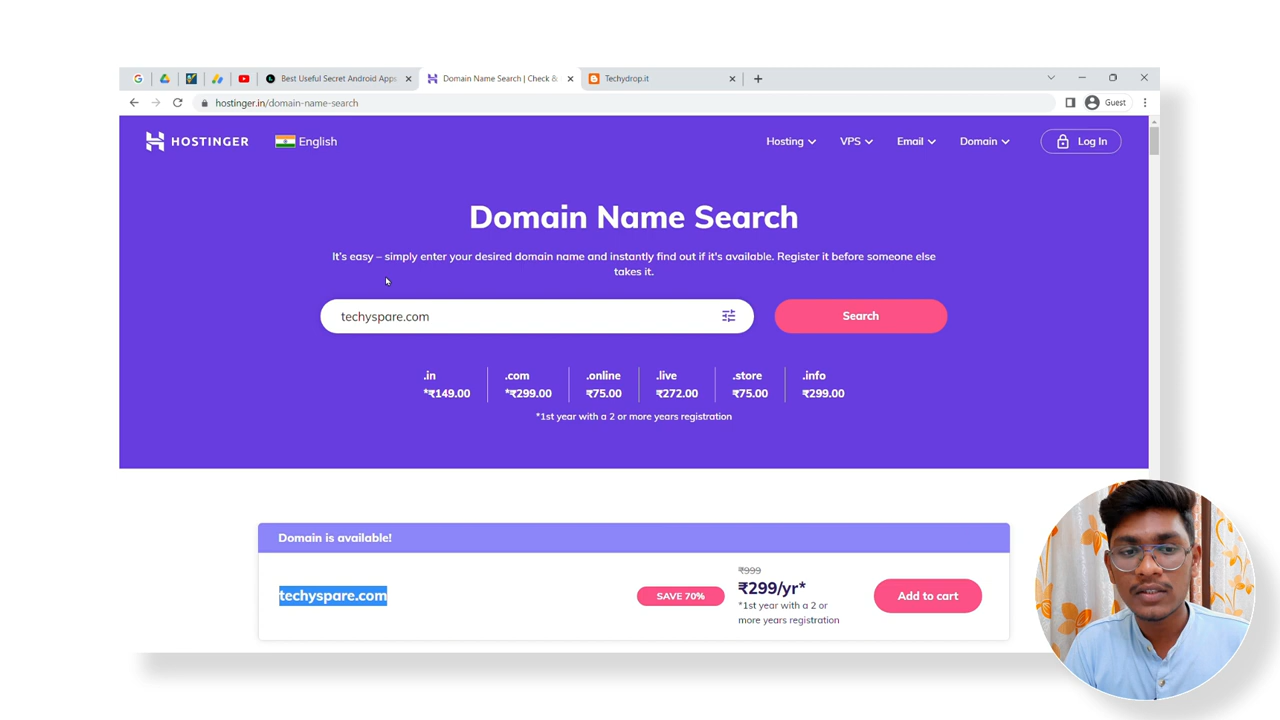 Best Useful Secret Android Apps
Domain Name Search | Check &
Techydrop.it
hostinger.in/domain-name-search
Guest
HOSTINGER
English
Hosting
VPS
Email
Domain
Log In
Domain Name Search
It's easy – simply enter your desired domain name and instantly find out if it's available. Register it before someone else
takes it.
techyspare.com
Search
.in
*₹149.00
.com
*₹299.00
.online
₹75.00
.live
₹272.00
.store
₹75.00
.info
₹299.00
*1st year with a 2 or more years registration
Domain is available!
techyspare.com
SAVE 70%
₹999
₹299/yr*
*1st year with a 2 or
more years registration
Add to cart